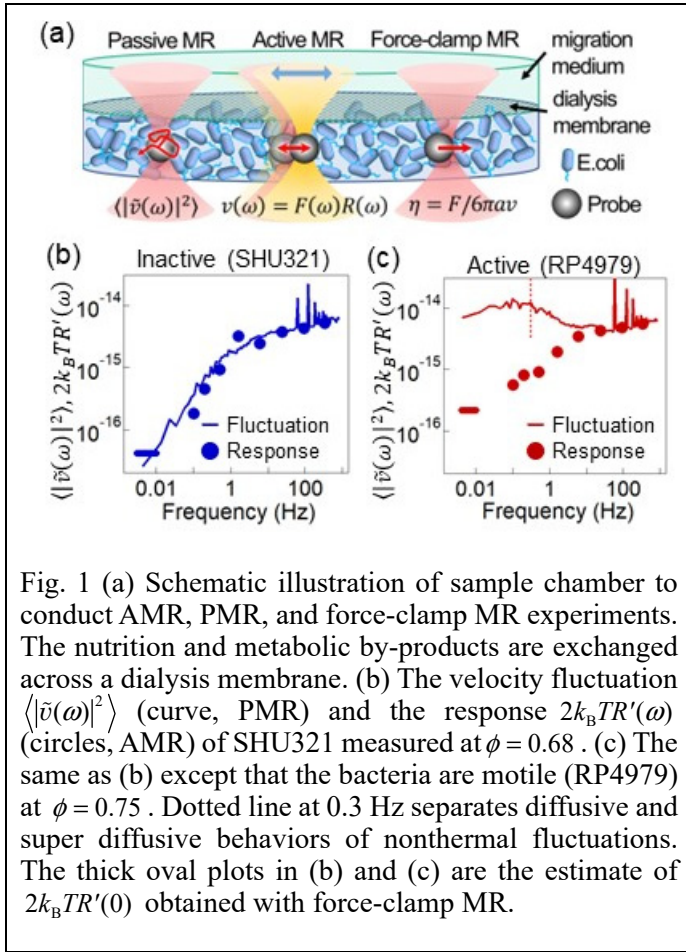 (a)
Passive MR Active MR Force-clamp MR
migration
medium
dialysis
membrane
E.coli
Probe
⟨|ṽ(ω)|²⟩ v(ω) = F(ω)R(ω) η = F/6πav
(b) Inactive (SHU321)
⟨|ṽ(ω)|²⟩, 2k_BTR′(ω)
10⁻¹⁴
10⁻¹⁵
10⁻¹⁶
Fluctuation
Response
0.01 1 100
Frequency (Hz)
(c) Active (RP4979)
⟨|ṽ(ω)|²⟩, 2k_BTR′(ω)
10⁻¹⁴
10⁻¹⁵
10⁻¹⁶
Fluctuation
Response
0.01 1 100
Frequency (Hz)
Fig. 1 (a) Schematic illustration of sample chamber to
conduct AMR, PMR, and force-clamp MR experiments.
The nutrition and metabolic by-products are exchanged
across a dialysis membrane. (b) The velocity fluctuation
⟨|ṽ(ω)|²⟩ (curve, PMR) and the response 2k_BTR′(ω)
(circles, AMR) of SHU321 measured at ϕ = 0.68 . (c) The
same as (b) except that the bacteria are motile (RP4979)
at ϕ = 0.75 . Dotted line at 0.3 Hz separates diffusive and
super diffusive behaviors of nonthermal fluctuations.
The thick oval plots in (b) and (c) are the estimate of
2k_BTR′(0) obtained with force-clamp MR.